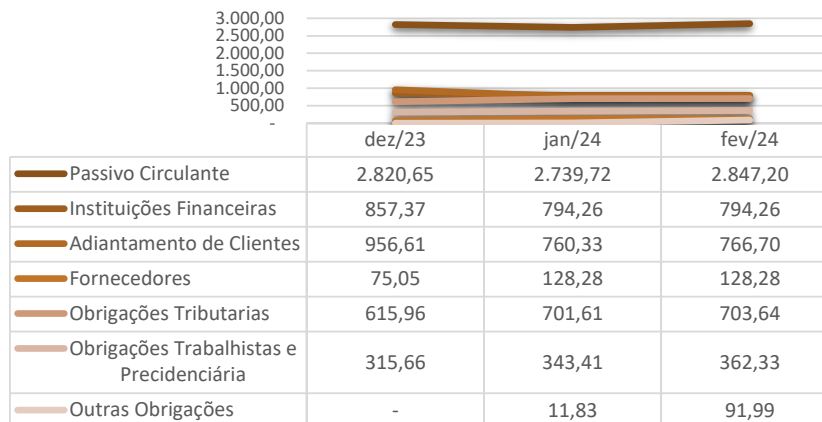 3.000,00
2.500,00
2.000,00
1.500,00
1.000,00
500,00
-
dez/23 jan/24 fev/24
Passivo Circulante 2.820,65 2.739,72 2.847,20
Instituições Financeiras 857,37 794,26 794,26
Adiantamento de Clientes 956,61 760,33 766,70
Fornecedores 75,05 128,28 128,28
Obrigações Tributarias 615,96 701,61 703,64
Obrigações Trabalhistas e
Precidenciária 315,66 343,41 362,33
Outras Obrigações - 11,83 91,99